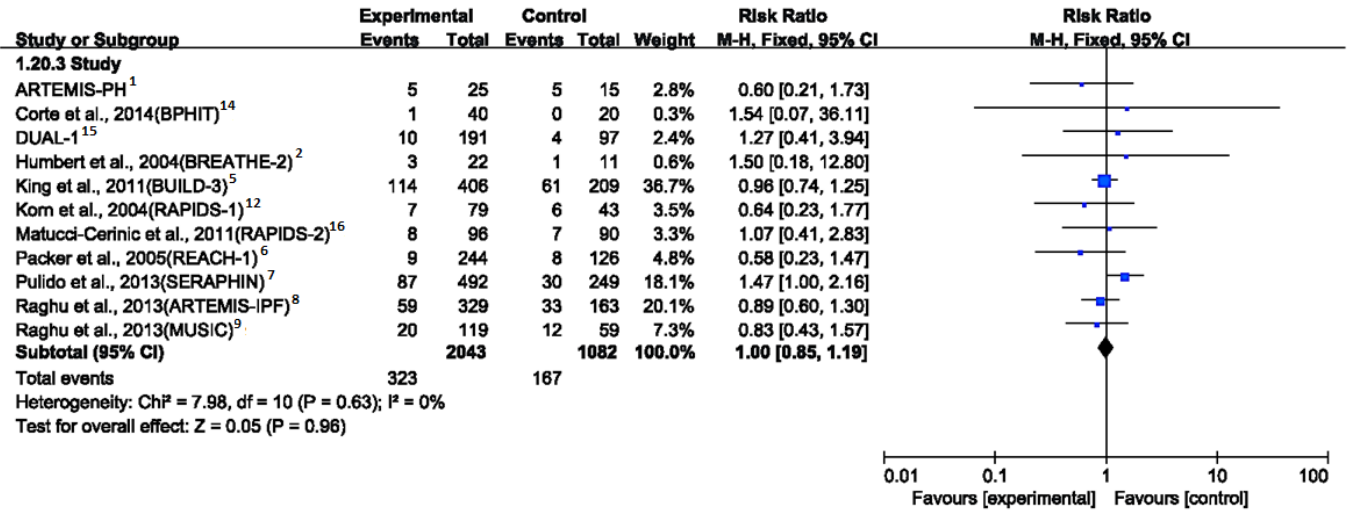 Experimental Control Risk Ratio Risk Ratio
Study or Subgroup Events Total Events Total Weight M-H, Fixed, 95% CI M-H, Fixed, 95% CI
1.20.3 Study
ARTEMIS-PH 1 5 25 5 15 2.8% 0.60 [0.21, 1.73]
Corte et al., 2014(BPHIT) 14 1 40 0 20 0.3% 1.54 [0.07, 36.11]
DUAL-1 15 10 191 4 97 2.4% 1.27 [0.41, 3.94]
Humbert et al., 2004(BREATHE-2) 2 3 22 1 11 0.6% 1.50 [0.18, 12.80]
King et al., 2011(BUILD-3) 5 114 406 61 209 36.7% 0.96 [0.74, 1.25]
Korn et al., 2004(RAPIDS-1) 12 7 79 6 43 3.5% 0.64 [0.23, 1.77]
Matucci-Cerinic et al., 2011(RAPIDS-2) 16 8 96 7 90 3.3% 1.07 [0.41, 2.83]
Packer et al., 2005(REACH-1) 6 9 244 8 126 4.8% 0.58 [0.23, 1.47]
Pulido et al., 2013(SERAPHIN) 7 87 492 30 249 18.1% 1.47 [1.00, 2.16]
Raghu et al., 2013(ARTEMIS-IPF) 8 59 329 33 163 20.1% 0.89 [0.60, 1.30]
Raghu et al., 2013(MUSIC) 9 20 119 12 59 7.3% 0.83 [0.43, 1.57]
Subtotal (95% CI) 2043 1082 100.0% 1.00 [0.85, 1.19]
Total events 323 167
Heterogeneity: Chi² = 7.98, df = 10 (P = 0.63); I² = 0%
Test for overall effect: Z = 0.05 (P = 0.96)
0.01 0.1 1 10 100
Favours [experimental] Favours [control]